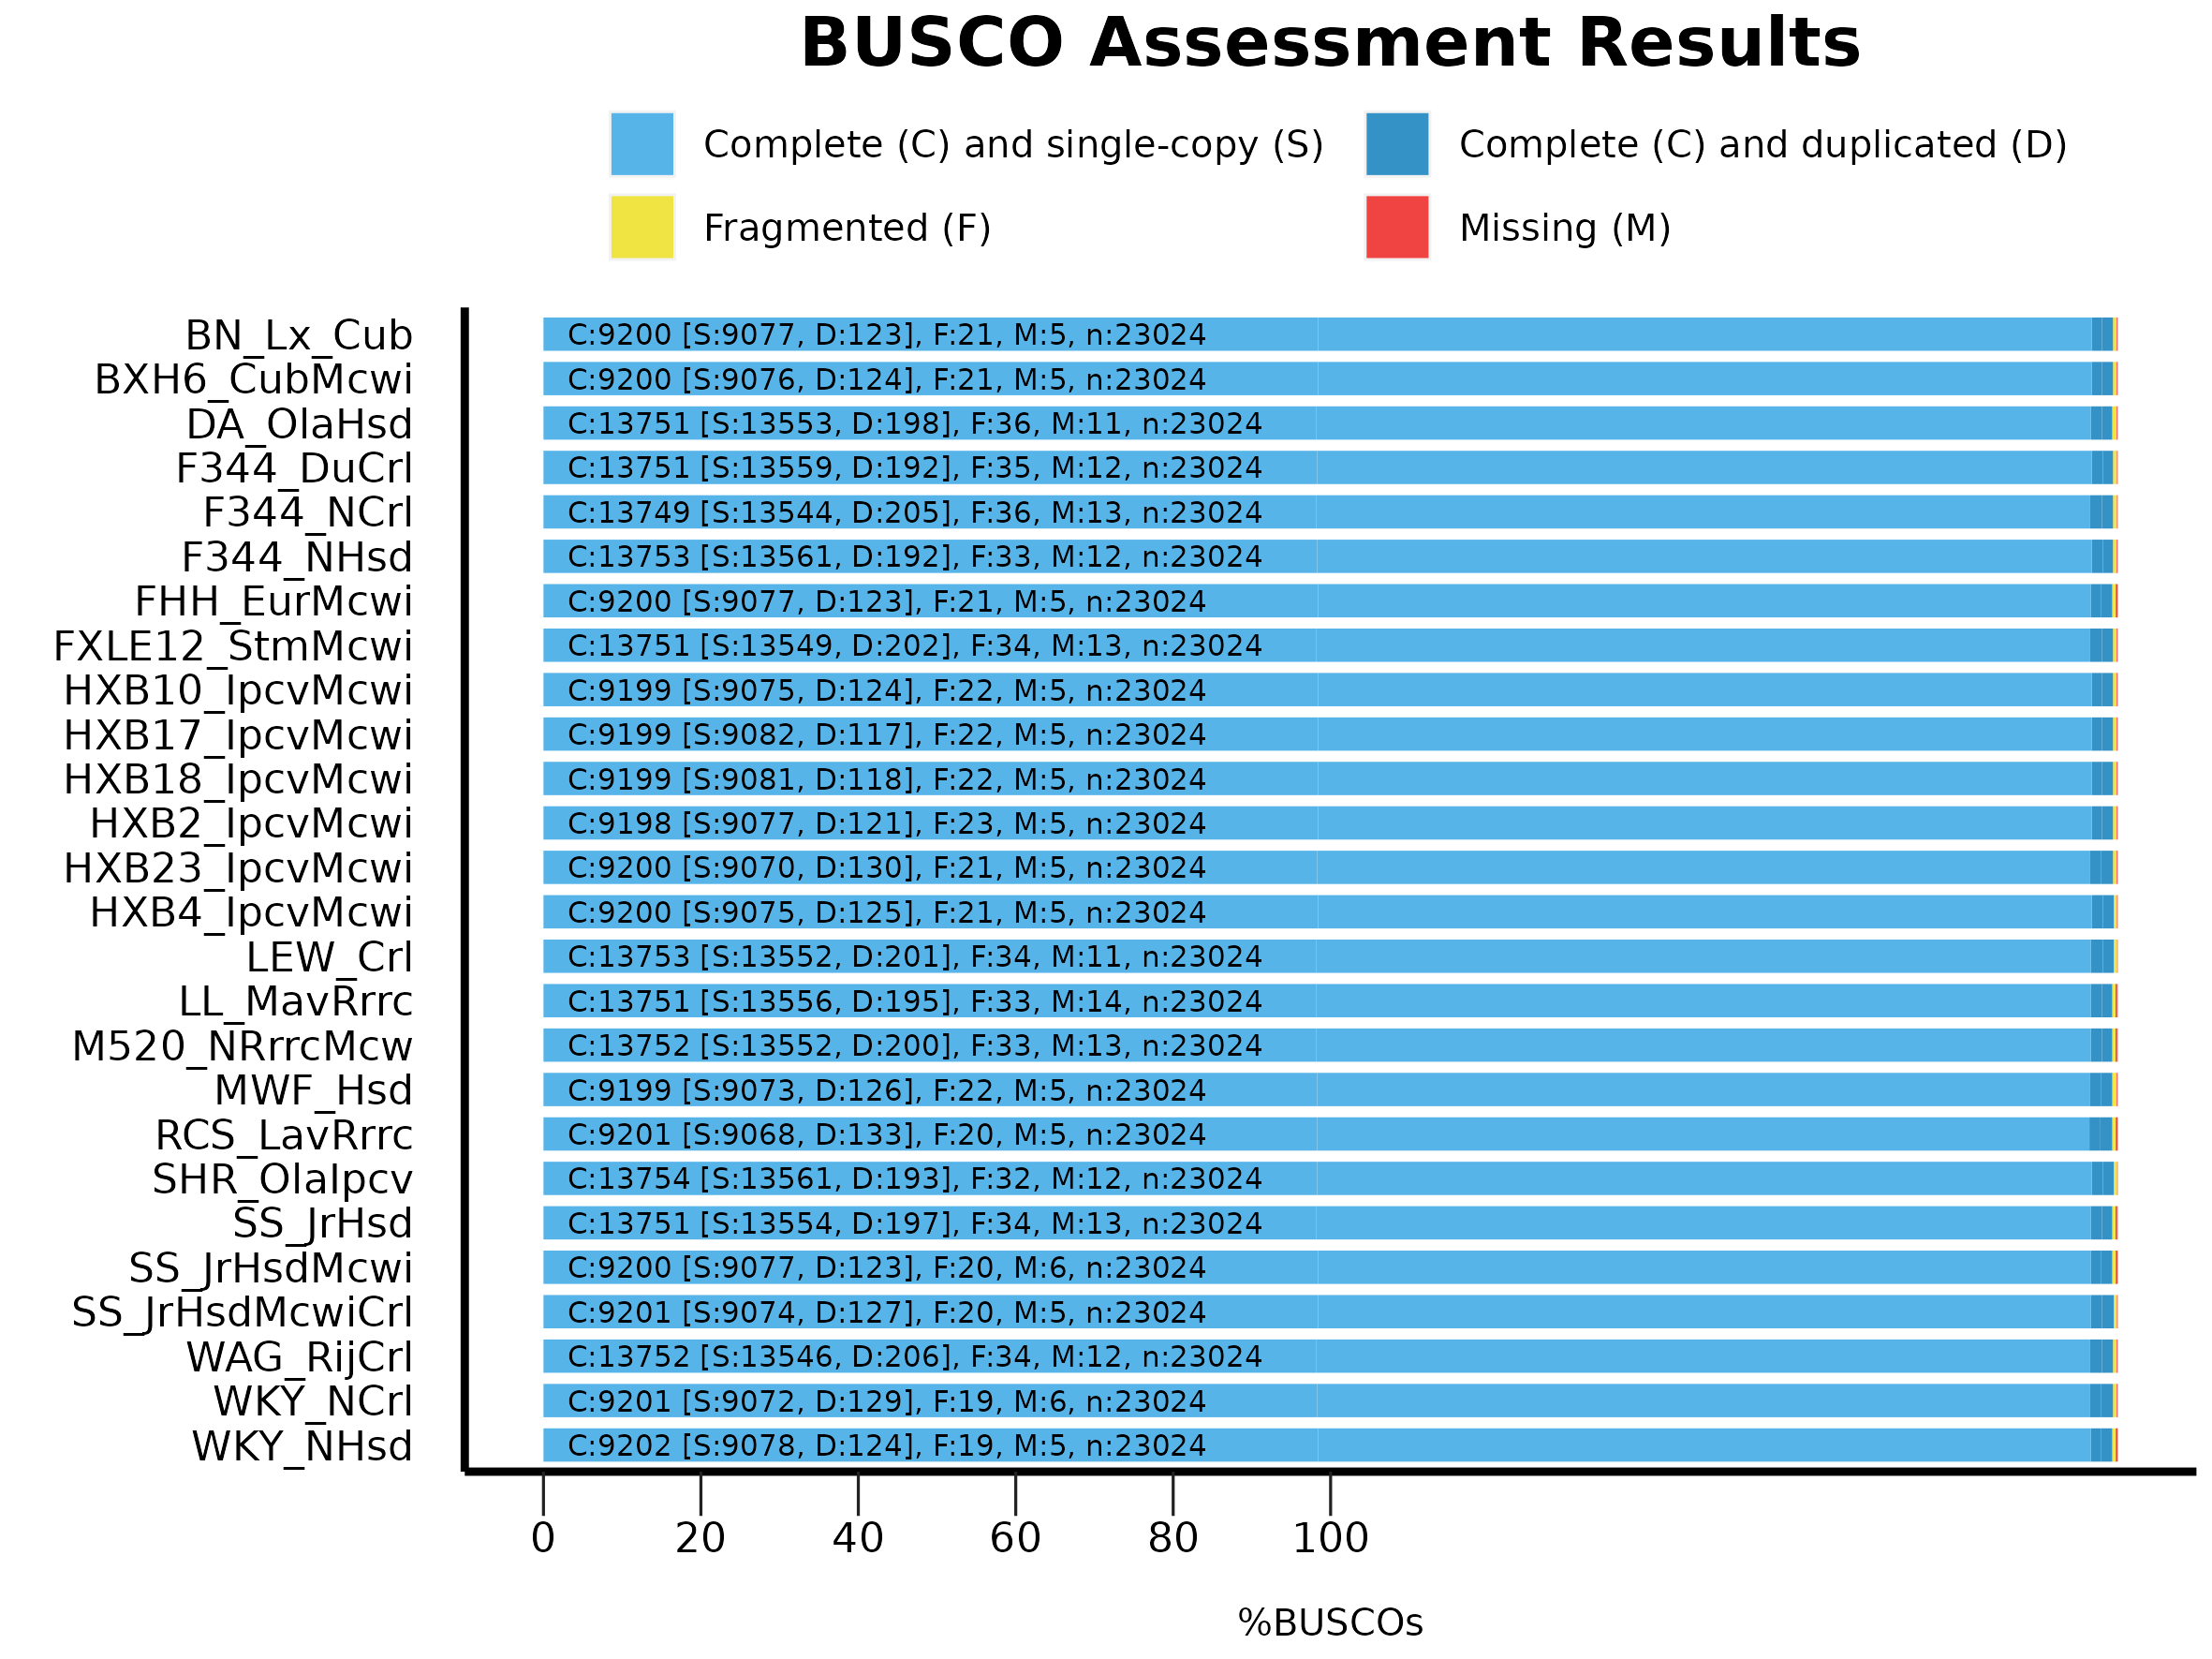 BUSCO Assessment Results
Complete (C) and single-copy (S) Complete (C) and duplicated (D)
Fragmented (F) Missing (M)
BN_Lx_Cub C:9200 [S:9077, D:123], F:21, M:5, n:23024
BXH6_CubMcwi C:9200 [S:9076, D:124], F:21, M:5, n:23024
DA_OlaHsd C:13751 [S:13553, D:198], F:36, M:11, n:23024
F344_DuCrl C:13751 [S:13559, D:192], F:35, M:12, n:23024
F344_NCrl C:13749 [S:13544, D:205], F:36, M:13, n:23024
F344_NHsd C:13753 [S:13561, D:192], F:33, M:12, n:23024
FHH_EurMcwi C:9200 [S:9077, D:123], F:21, M:5, n:23024
FXLE12_StmMcwi C:13751 [S:13549, D:202], F:34, M:13, n:23024
HXB10_IpcvMcwi C:9199 [S:9075, D:124], F:22, M:5, n:23024
HXB17_IpcvMcwi C:9199 [S:9082, D:117], F:22, M:5, n:23024
HXB18_IpcvMcwi C:9199 [S:9081, D:118], F:22, M:5, n:23024
HXB2_IpcvMcwi C:9198 [S:9077, D:121], F:23, M:5, n:23024
HXB23_IpcvMcwi C:9200 [S:9070, D:130], F:21, M:5, n:23024
HXB4_IpcvMcwi C:9200 [S:9075, D:125], F:21, M:5, n:23024
LEW_Crl C:13753 [S:13552, D:201], F:34, M:11, n:23024
LL_MavRrrc C:13751 [S:13556, D:195], F:33, M:14, n:23024
M520_NRrrcMcw C:13752 [S:13552, D:200], F:33, M:13, n:23024
MWF_Hsd C:9199 [S:9073, D:126], F:22, M:5, n:23024
RCS_LavRrrc C:9201 [S:9068, D:133], F:20, M:5, n:23024
SHR_OlaIpcv C:13754 [S:13561, D:193], F:32, M:12, n:23024
SS_JrHsd C:13751 [S:13554, D:197], F:34, M:13, n:23024
SS_JrHsdMcwi C:9200 [S:9077, D:123], F:20, M:6, n:23024
SS_JrHsdMcwiCrl C:9201 [S:9074, D:127], F:20, M:5, n:23024
WAG_RijCrl C:13752 [S:13546, D:206], F:34, M:12, n:23024
WKY_NCrl C:9201 [S:9072, D:129], F:19, M:6, n:23024
WKY_NHsd C:9202 [S:9078, D:124], F:19, M:5, n:23024
0 20 40 60 80 100
%BUSCOs